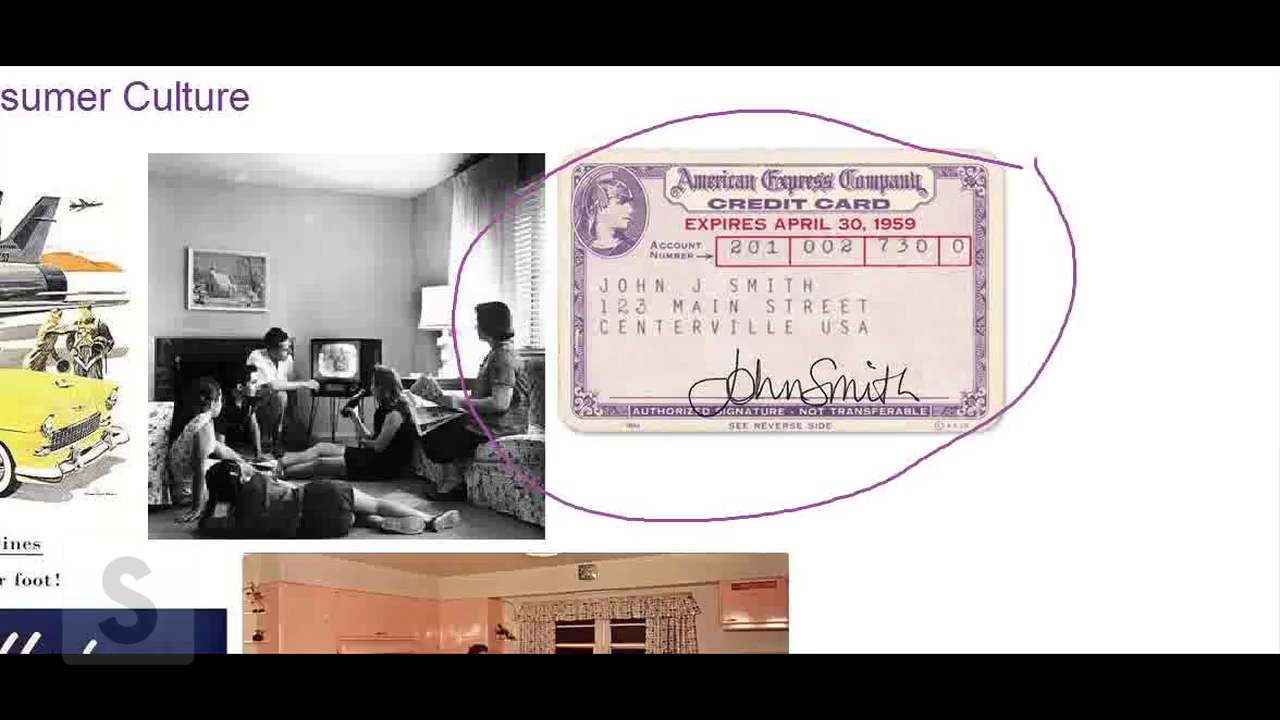 sumer Culture
American Express Company
CREDIT CARD
EXPIRES APRIL 30, 1959
ACCOUNT NUMBER → 201 002 730 0
JOHN J SMITH
123 MAIN STREET
CENTERVILLE USA
John Smith
AUTHORIZED SIGNATURE - NOT TRANSFERABLE
SEE REVERSE SIDE
ines
r foot!
S